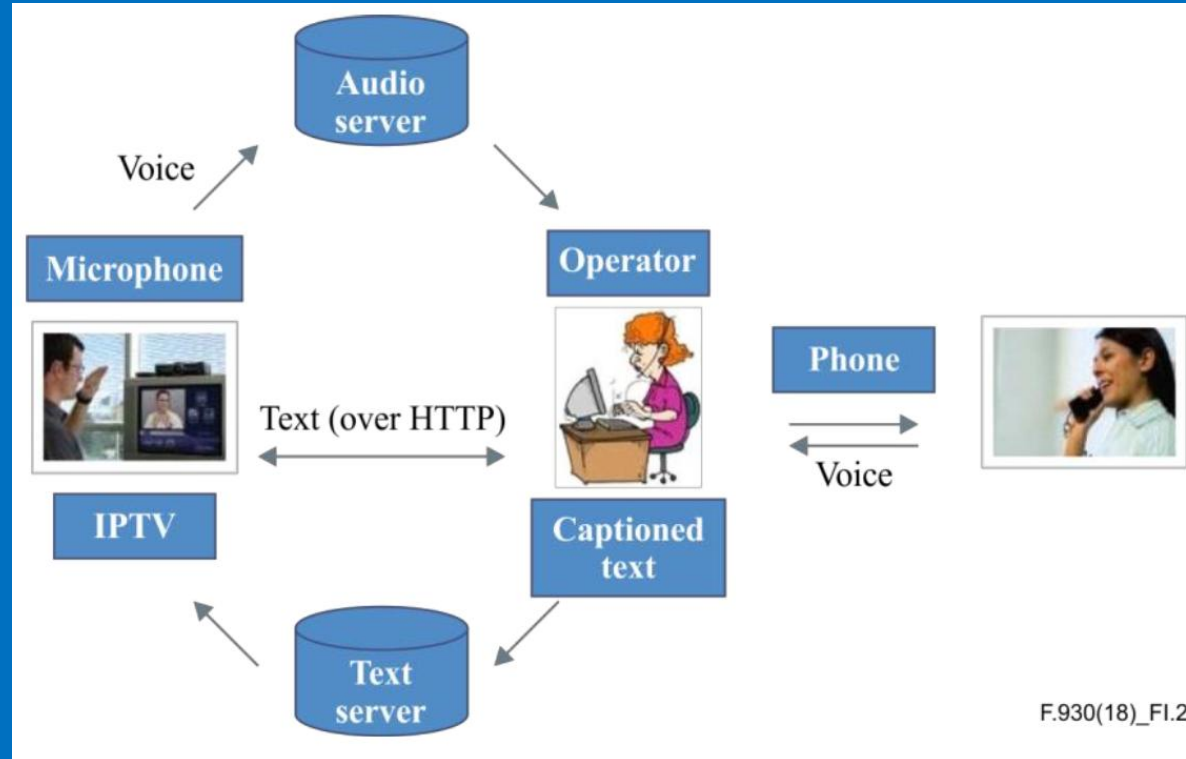 Audio
server
Voice
Microphone
Operator
Phone
Text (over HTTP)
Voice
IPTV
Captioned
text
Text
server
F.930(18)_FI.2